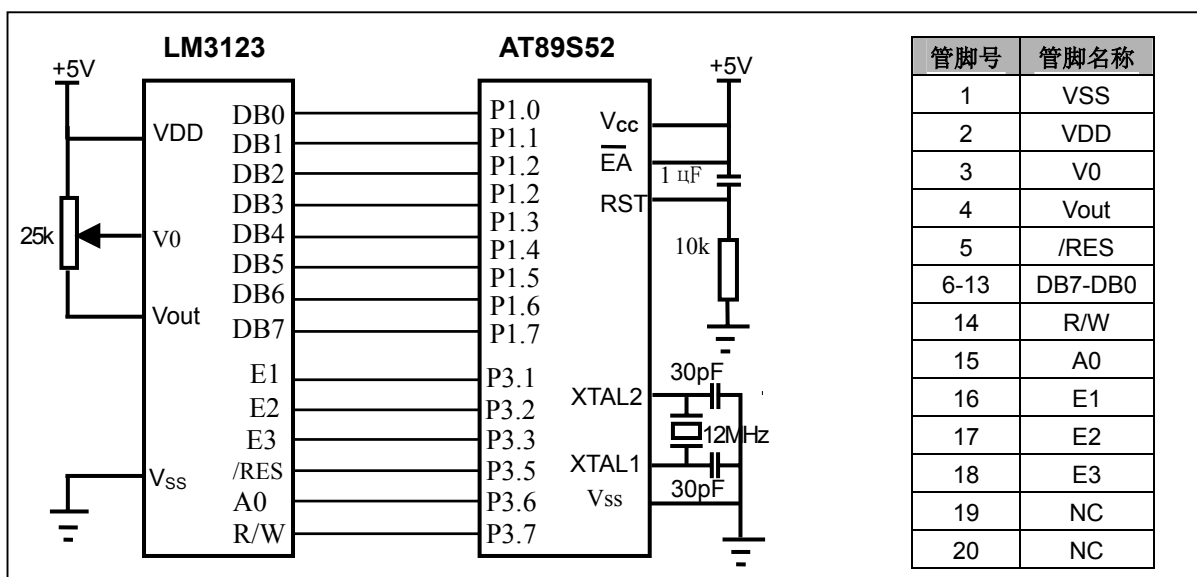 LM3123
AT89S52
+5V
VDD
25k
V0
Vout
VSS
DB0
DB1
DB2
DB3
DB4
DB5
DB6
DB7
E1
E2
E3
/RES
A0
R/W
P1.0
P1.1
P1.2
P1.2
P1.3
P1.4
P1.5
P1.6
P1.7
P3.1
P3.2
P3.3
P3.5
P3.6
P3.7
+5V
Vcc
EA
1 цF
RST
10k
30pF
XTAL2
12MHz
XTAL1
30pF
Vss
管脚号 管脚名称
1 VSS
2 VDD
3 V0
4 Vout
5 /RES
6-13 DB7-DB0
14 R/W
15 A0
16 E1
17 E2
18 E3
19 NC
20 NC